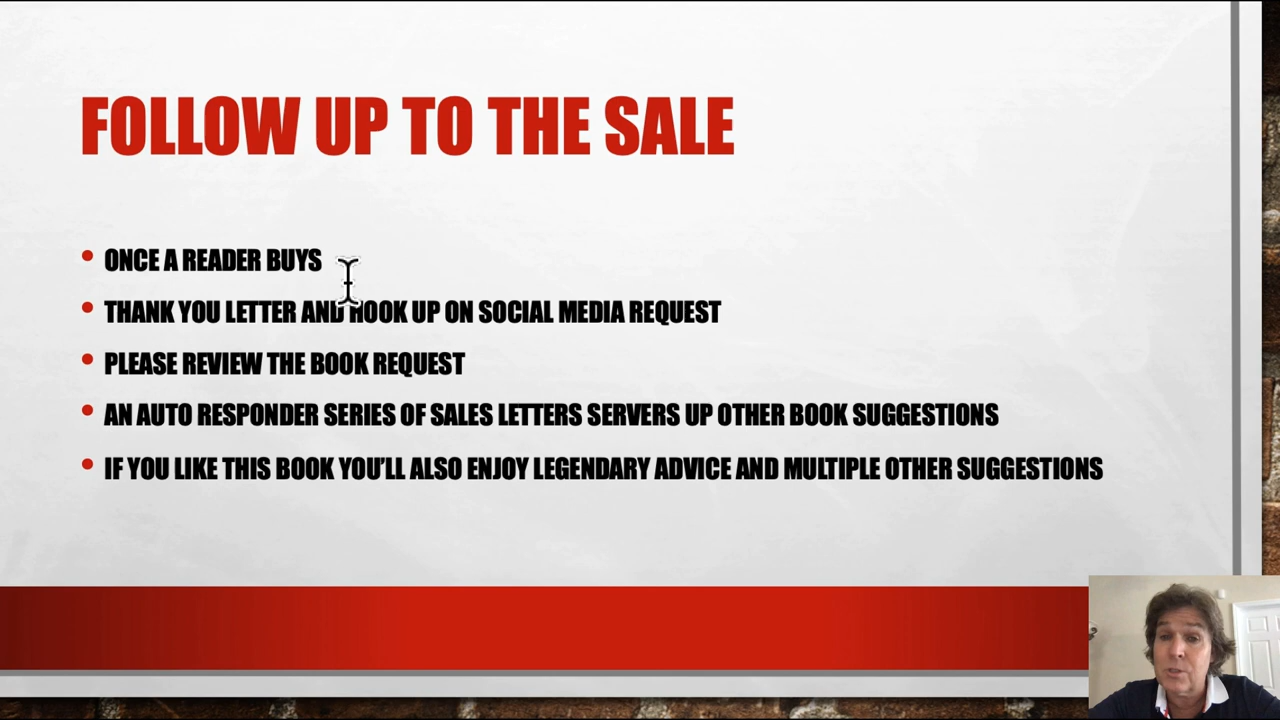 FOLLOW UP TO THE SALE
• ONCE A READER BUYS
• THANK YOU LETTER AND HOOK UP ON SOCIAL MEDIA REQUEST
• PLEASE REVIEW THE BOOK REQUEST
• AN AUTO RESPONDER SERIES OF SALES LETTERS SERVERS UP OTHER BOOK SUGGESTIONS
• IF YOU LIKE THIS BOOK YOU'LL ALSO ENJOY LEGENDARY ADVICE AND MULTIPLE OTHER SUGGESTIONS